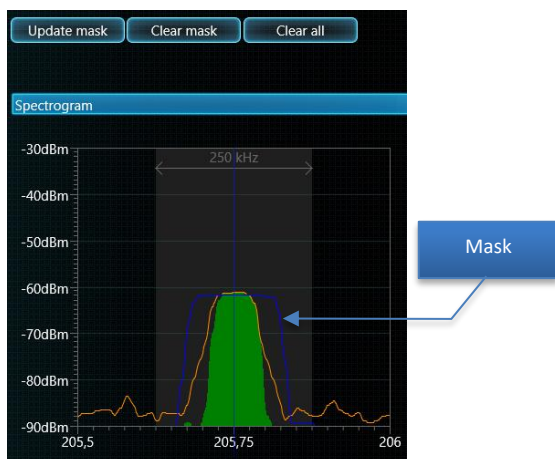 Update mask Clear mask Clear all
Spectrogram
-30dBm
250 kHz
-40dBm
-50dBm
Mask
-60dBm
-70dBm
-80dBm
-90dBm
205,5 205,75 206